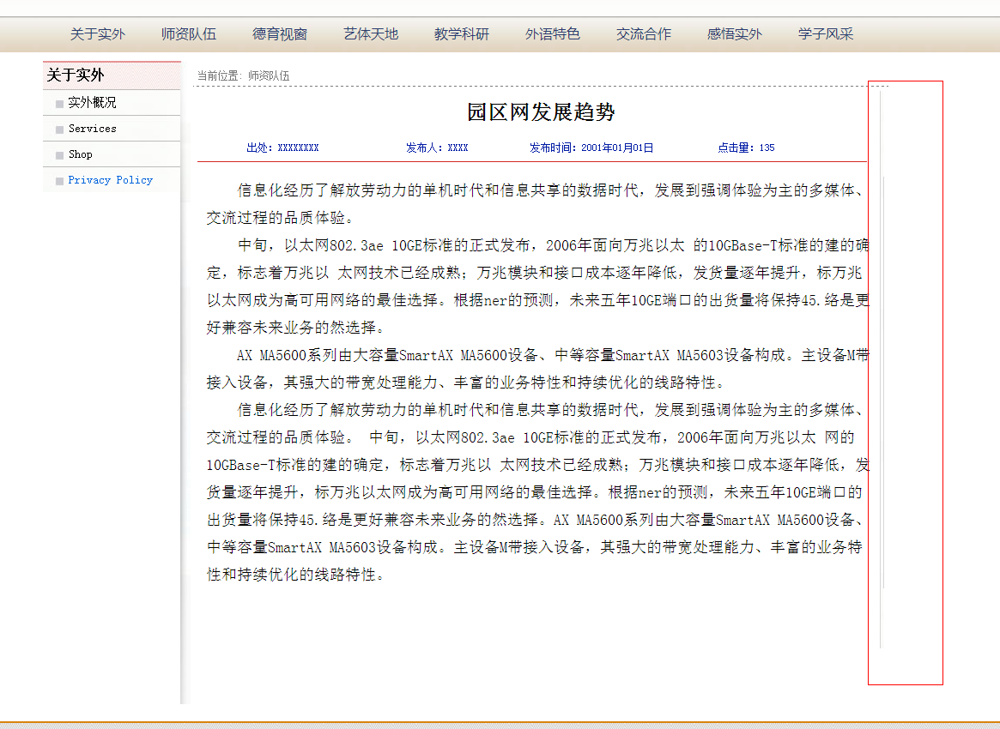 关于实外 师资队伍 德育视窗 艺体天地 教学科研 外语特色 交流合作 感悟实外 学子风采
关于实外
实外概况
Services
Shop
Privacy Policy
当前位置: 师资队伍
园区网发展趋势
出处: XXXXXXXX 发布人: XXXX 发布时间: 2001年01月01日 点击量: 135
信息化经历了解放劳动力的单机时代和信息共享的数据时代，发展到强调体验为主的多媒体、
交流过程的品质体验。
中旬，以太网802.3ae 10GE标准的正式发布，2006年面向万兆以太 的10GBase-T标准的建的确
定，标志着万兆以 太网技术已经成熟；万兆模块和接口成本逐年降低，发货量逐年提升，标万兆
以太网成为高可用网络的最佳选择。根据ner的预测，未来五年10GE端口的出货量将保持45.络是更
好兼容未来业务的然选择。
AX MA5600系列由大容量SmartAX MA5600设备、中等容量SmartAX MA5603设备构成。主设备M带
接入设备，其强大的带宽处理能力、丰富的业务特性和持续优化的线路特性。
信息化经历了解放劳动力的单机时代和信息共享的数据时代，发展到强调体验为主的多媒体、
交流过程的品质体验。 中旬，以太网802.3ae 10GE标准的正式发布，2006年面向万兆以太 网的
10GBase-T标准的建的确定，标志着万兆以 太网技术已经成熟；万兆模块和接口成本逐年降低，发
货量逐年提升，标万兆以太网成为高可用网络的最佳选择。根据ner的预测，未来五年10GE端口的
出货量将保持45.络是更好兼容未来业务的然选择。AX MA5600系列由大容量SmartAX MA5600设备、
中等容量SmartAX MA5603设备构成。主设备M带接入设备，其强大的带宽处理能力、丰富的业务特
性和持续优化的线路特性。